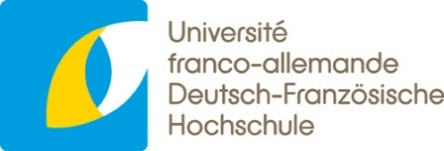 Université
franco-allemande
Deutsch-Französische
Hochschule